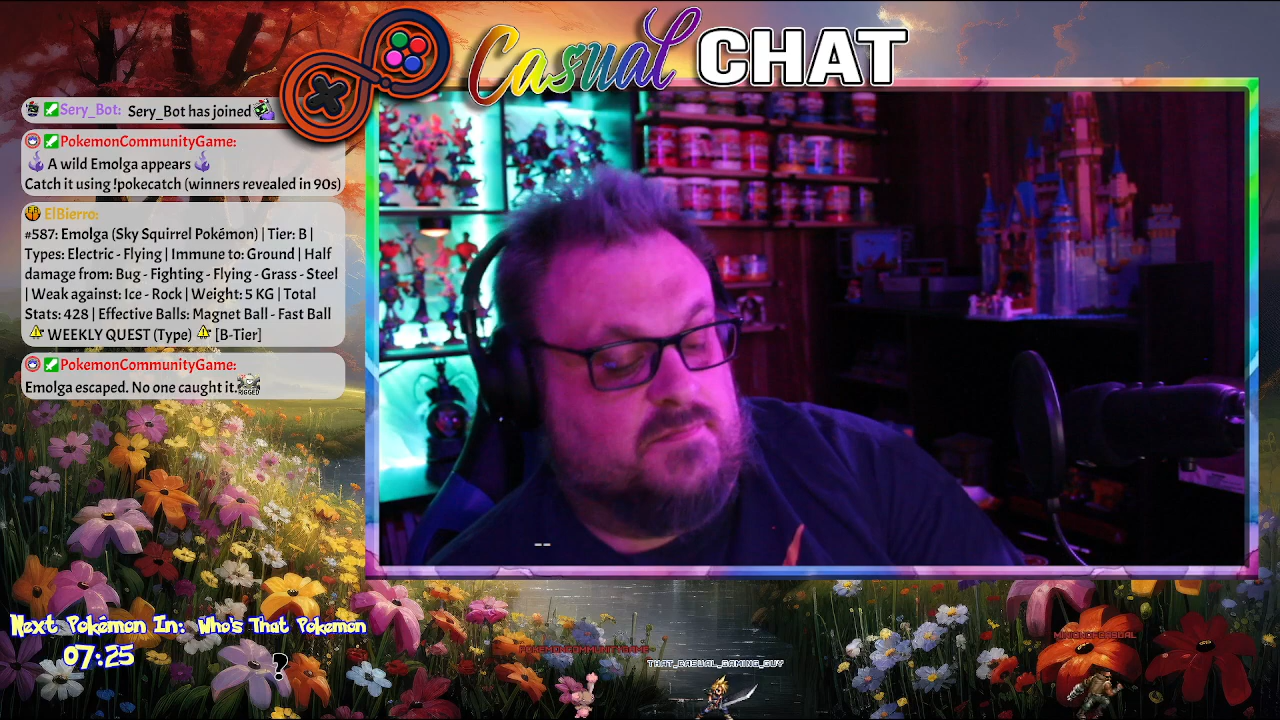 Casual CHAT
Sery_Bot: Sery_Bot has joined
PokemonCommunityGame:
A wild Emolga appears
Catch it using !pokecatch (winners revealed in 90s)
ElBierro:
#587: Emolga (Sky Squirrel Pokémon) | Tier: B |
Types: Electric - Flying | Immune to: Ground | Half
damage from: Bug - Fighting - Flying - Grass - Steel
| Weak against: Ice - Rock | Weight: 5 KG | Total
Stats: 428 | Effective Balls: Magnet Ball - Fast Ball
WEEKLY QUEST (Type) [B-Tier]
PokemonCommunityGame:
Emolga escaped. No one caught it. RIGGED
--
Next Pokémon In: Who's That Pokemon
07:25
?
POKEMONCOMMUNITYGAME
THAT_CASUAL_GAMING_GUY
MINIONOFCASUAL